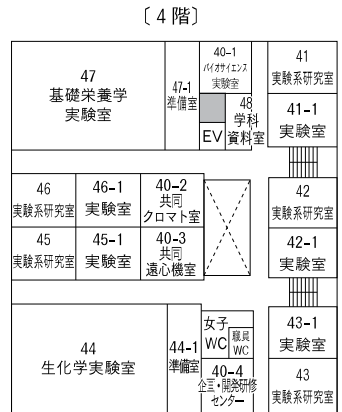 〔4階〕
47
基礎栄養学
実験室
47-1
準備室
40-1
バイオサイエンス
実験室
EV
48
学科
資料室
41
実験系研究室
41-1
実験室
46
実験系研究室
46-1
実験室
40-2
共同
クロマト室
42
実験系研究室
45
実験系研究室
45-1
実験室
40-3
共同
遠心機室
42-1
実験室
44
生化学実験室
44-1
準備室
女子
WC
職員
WC
40-4
企画・開発研修
センター
43-1
実験室
43
実験系研究室